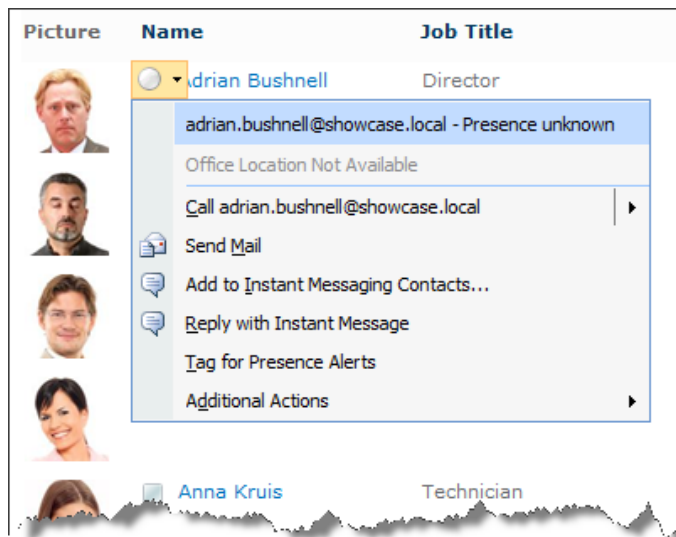 Picture Name Job Title
Adrian Bushnell Director
adrian.bushnell@showcase.local - Presence unknown
Office Location Not Available
Call adrian.bushnell@showcase.local
Send Mail
Add to Instant Messaging Contacts...
Reply with Instant Message
Tag for Presence Alerts
Additional Actions
Anna Kruis Technician